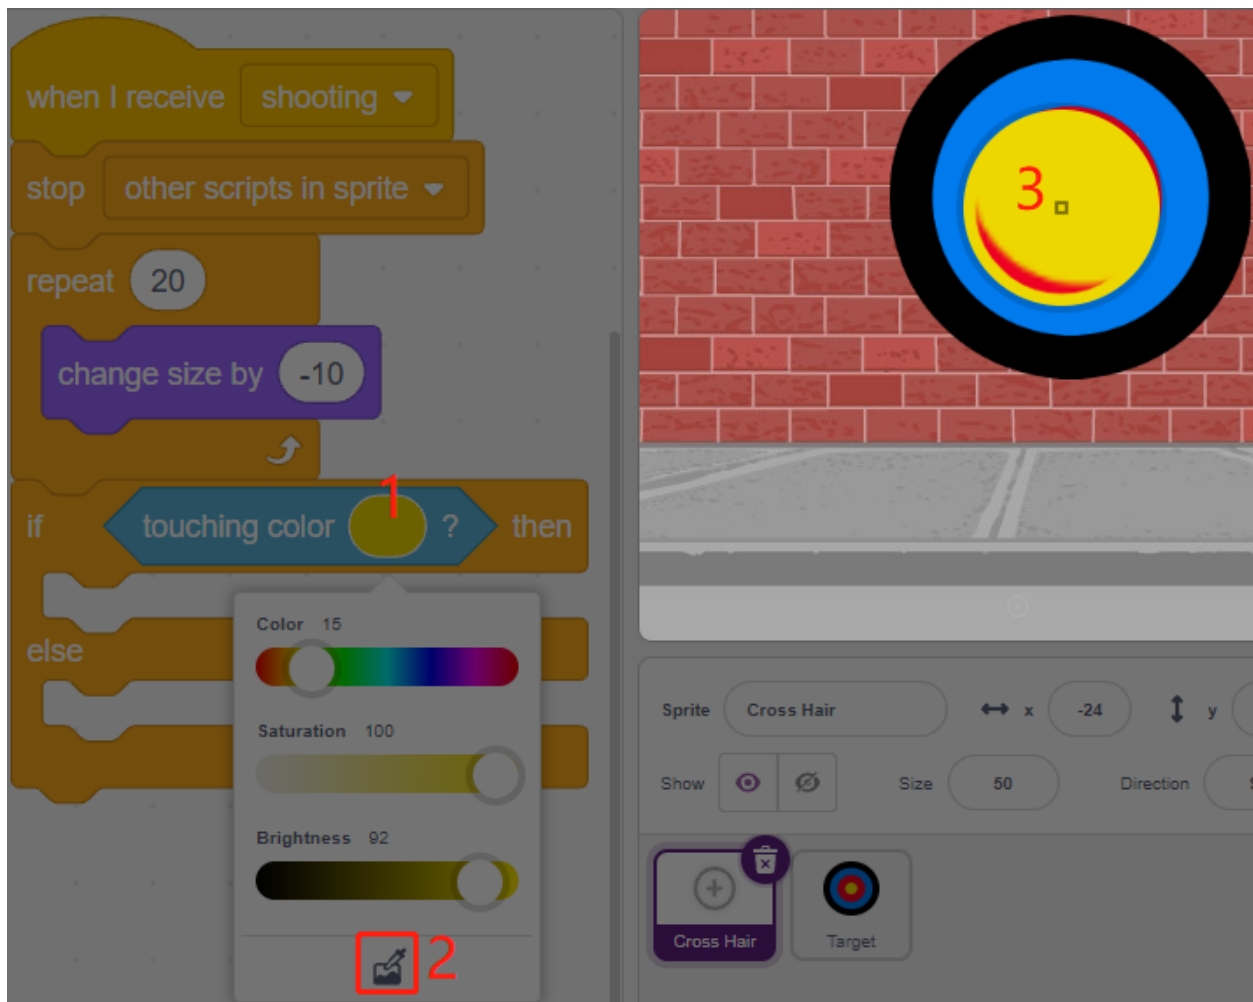 when I receive shooting
stop other scripts in sprite
repeat 20
change size by -10
1
if touching color ? then
Color 15
else
Saturation 100
Brightness 92
2
3
Sprite Cross Hair x -24 y
Show Size 50 Direction
Cross Hair Target